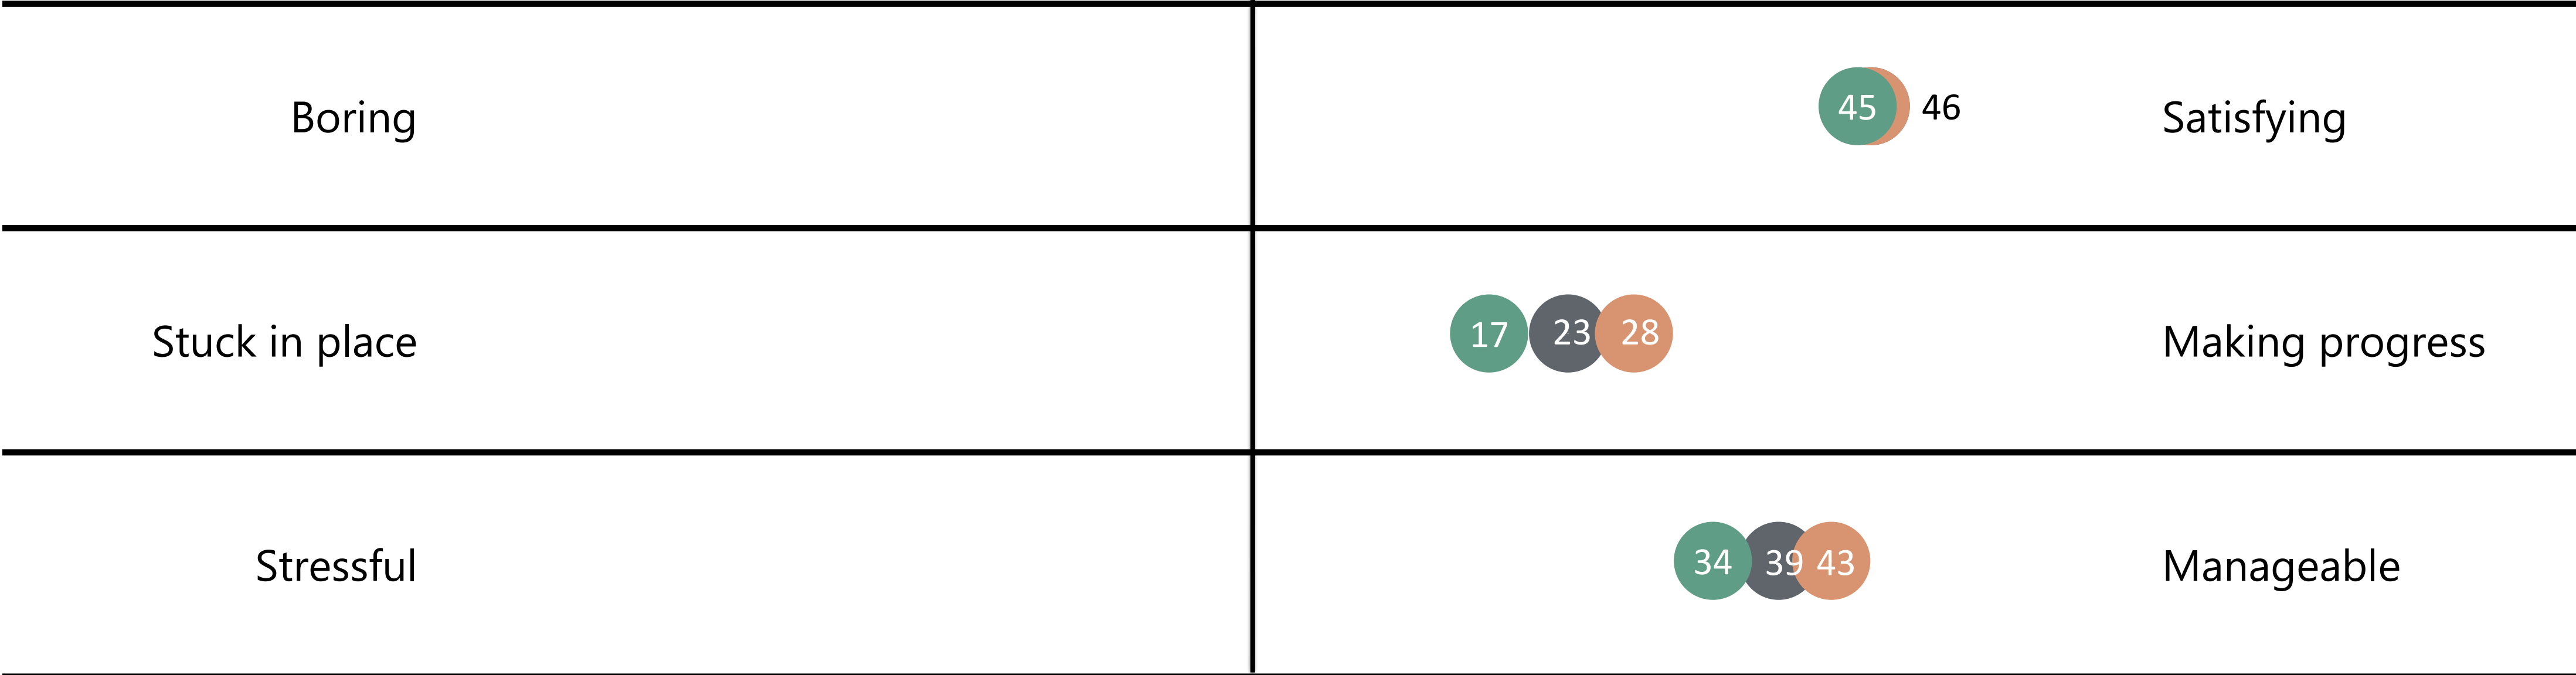 Boring 45 46 Satisfying
Stuck in place 17 23 28 Making progress
Stressful 34 39 43 Manageable